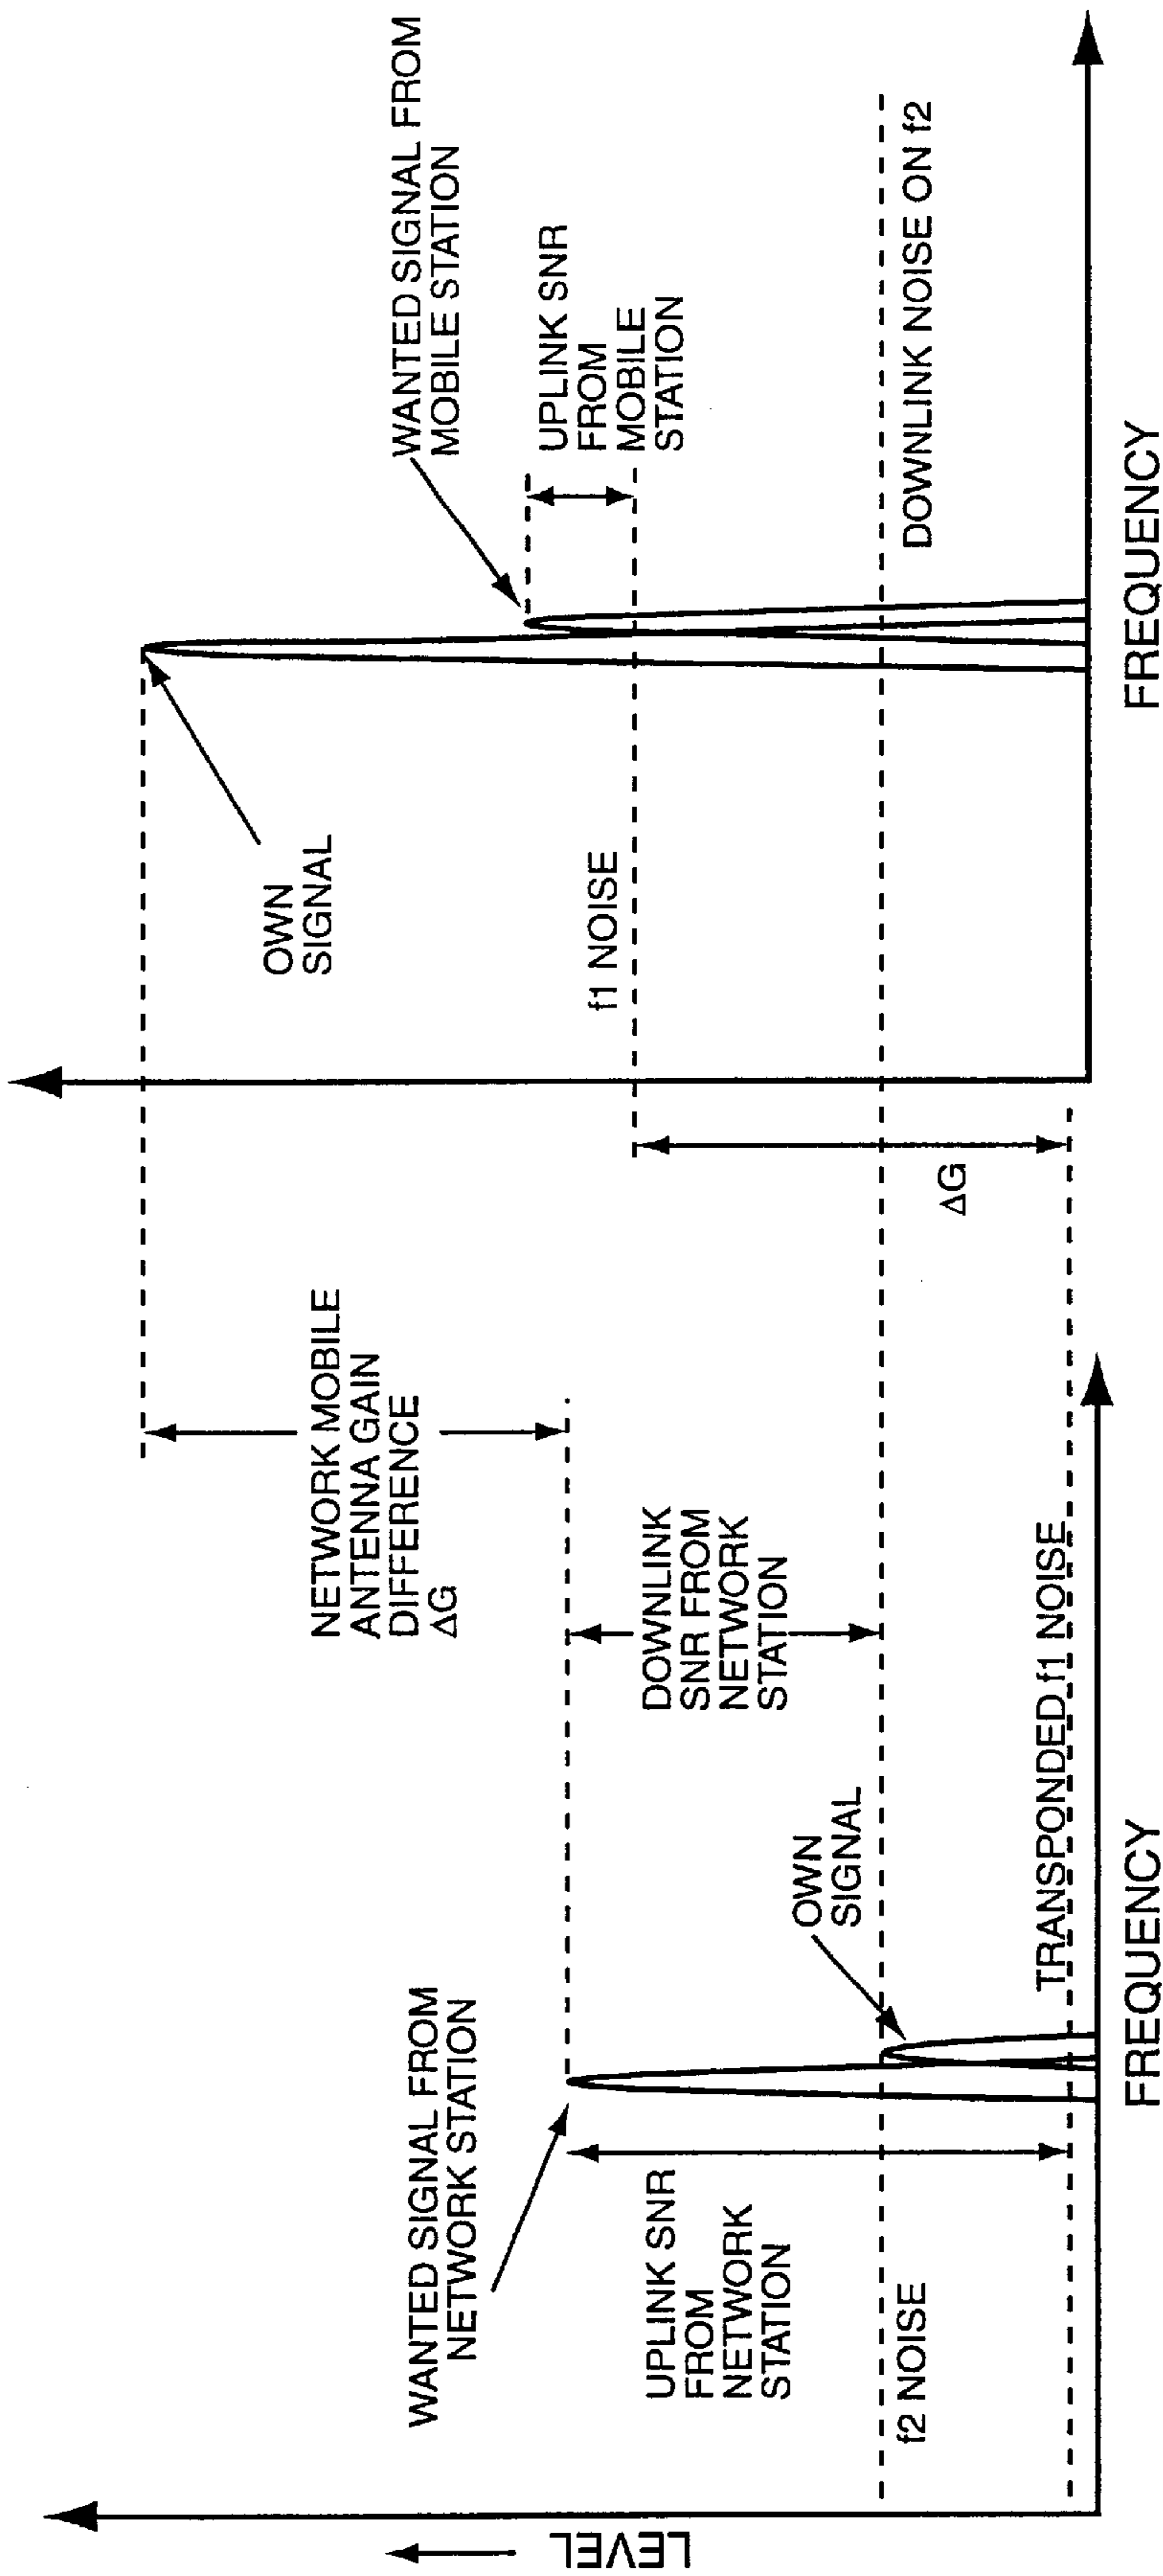 LEVEL
WANTED SIGNAL FROM
NETWORK STATION
UPLINK SNR
FROM
NETWORK
STATION
f2 NOISE
OWN
SIGNAL
TRANSPONDED f1 NOISE
FREQUENCY
DOWNLINK
SNR FROM
NETWORK
STATION
NETWORK MOBILE
ANTENNA GAIN
DIFFERENCE
ΔG
ΔG
OWN
SIGNAL
f1 NOISE
WANTED SIGNAL FROM
MOBILE STATION
UPLINK SNR
FROM
MOBILE
STATION
DOWNLINK NOISE ON f2
FREQUENCY